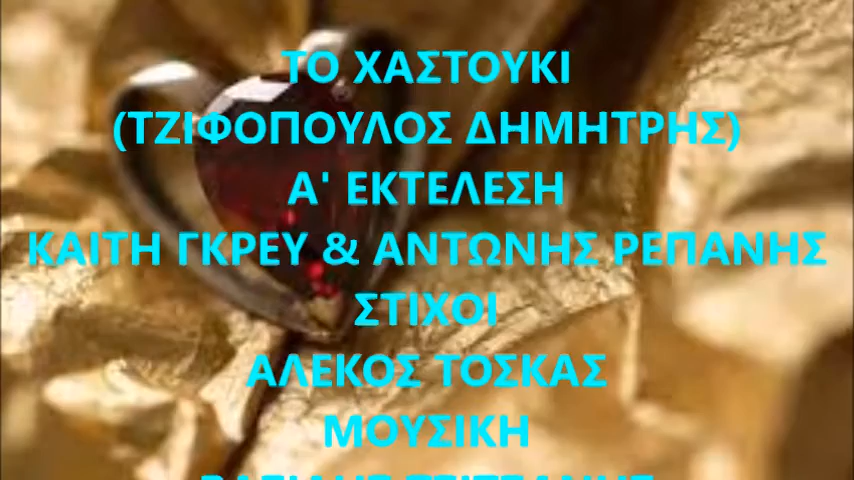 ΤΟ ΧΑΣΤΟΥΚΙ
(ΤΖΙΦΟΠΟΥΛΟΣ ΔΗΜΗΤΡΗΣ)
Α' ΕΚΤΕΛΕΣΗ
ΚΑΙΤΗ ΓΚΡΕΥ & ΑΝΤΩΝΗΣ ΡΕΠΑΝΗΣ
ΣΤΙΧΟΙ
ΑΛΕΚΟΣ ΤΟΣΚΑΣ
ΜΟΥΣΙΚΗ